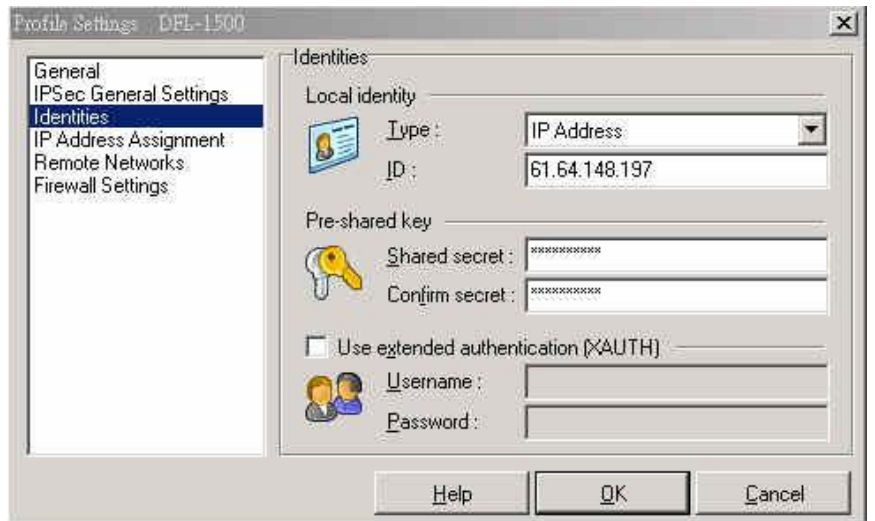 Profile Settings DFL-1500
General
IPSec General Settings
Identities
IP Address Assignment
Remote Networks
Firewall Settings
Identities
Local identity
Type :
IP Address
ID :
61.64.148.197
Pre-shared key
Shared secret :
**********
Confirm secret :
**********
Use extended authentication (XAUTH)
Username :
Password :
Help
OK
Cancel